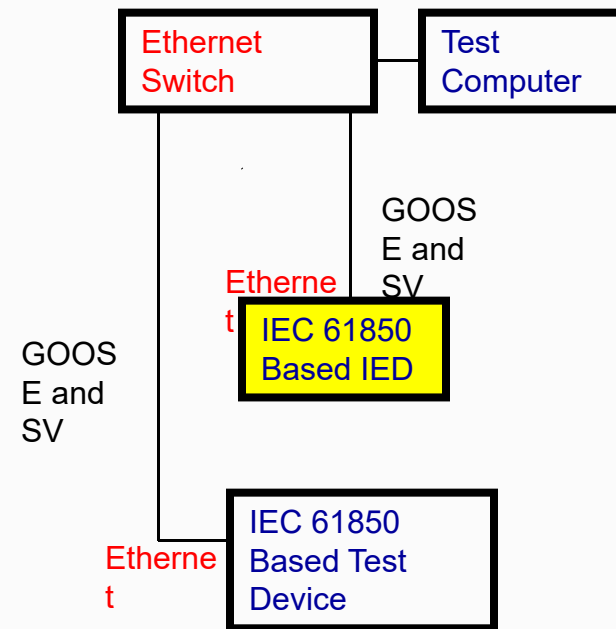 Ethernet
Switch
Test
Computer
GOOS
E and
SV
Etherne
t
IEC 61850
Based IED
GOOS
E and
SV
IEC 61850
Based Test
Device
Etherne
t